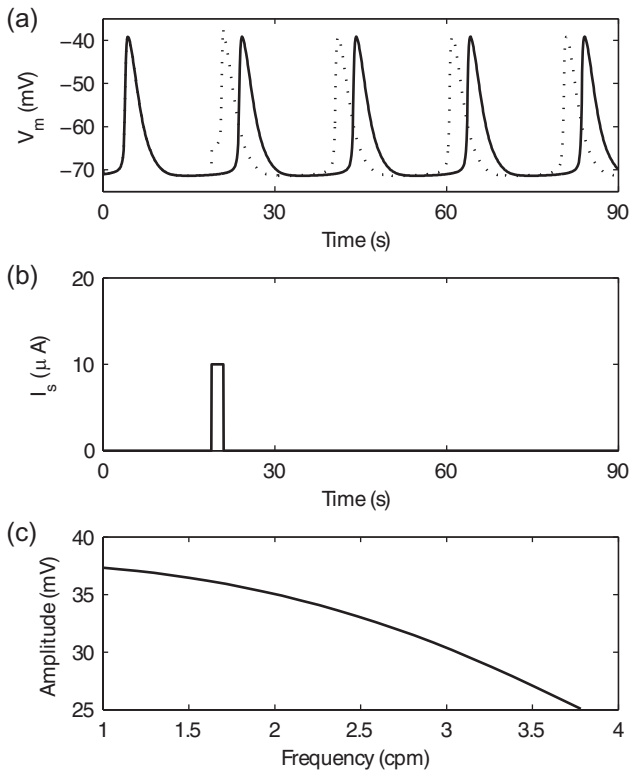 (a)
−40
−50
−60
−70
V_m (mV)
0 30 60 90
Time (s)
(b)
20
10
0
I_s (μ A)
0 30 60 90
Time (s)
(c)
40
35
30
25
Amplitude (mV)
1 1.5 2 2.5 3 3.5 4
Frequency (cpm)